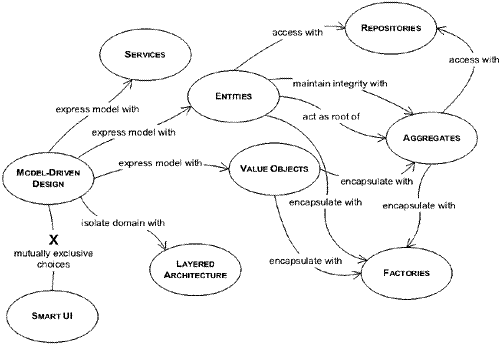 REPOSITORIES
access with
SERVICES
access with
maintain integrity with
ENTITIES
express model with
act as root of
express model with
AGGREGATES
express model with
MODEL-DRIVEN
DESIGN
VALUE OBJECTS
encapsulate with
encapsulate with
encapsulate with
isolate domain with
X
mutually exclusive
choices
LAYERED
ARCHITECTURE
encapsulate with
FACTORIES
SMART UI